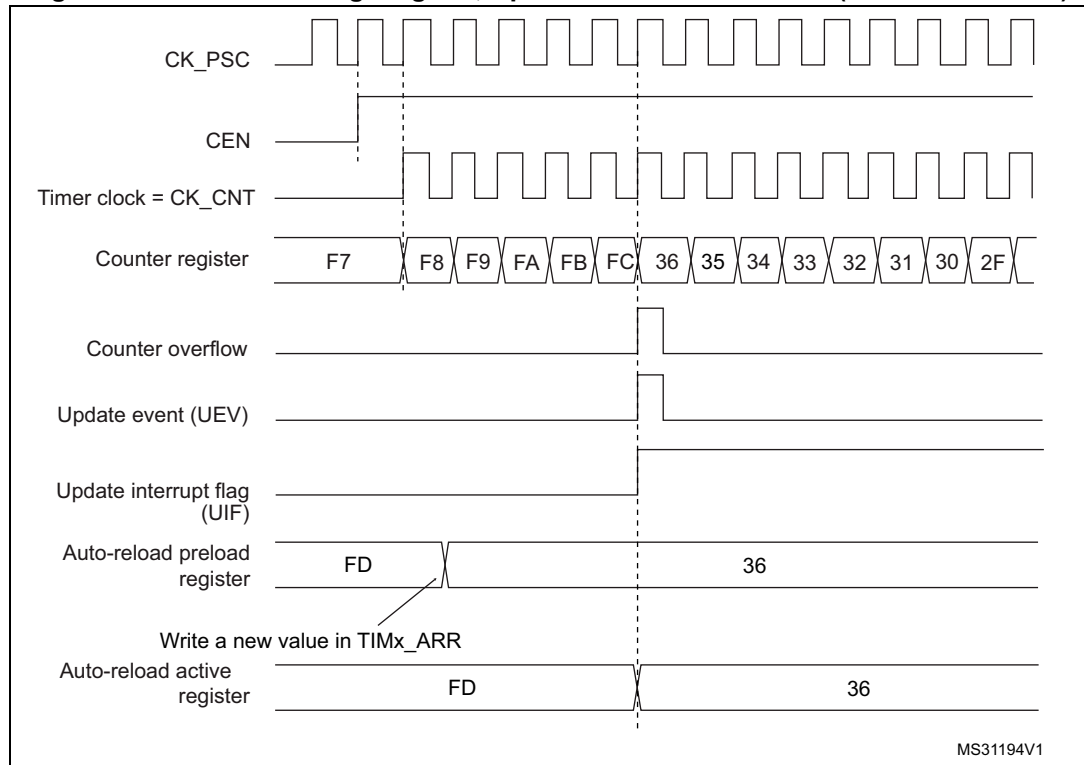 CK_PSC
CEN
Timer clock = CK_CNT
Counter register
F7 F8 F9 FA FB FC 36 35 34 33 32 31 30 2F
Counter overflow
Update event (UEV)
Update interrupt flag
(UIF)
Auto-reload preload
register
FD 36
Write a new value in TIMx_ARR
Auto-reload active
register
FD 36
MS31194V1